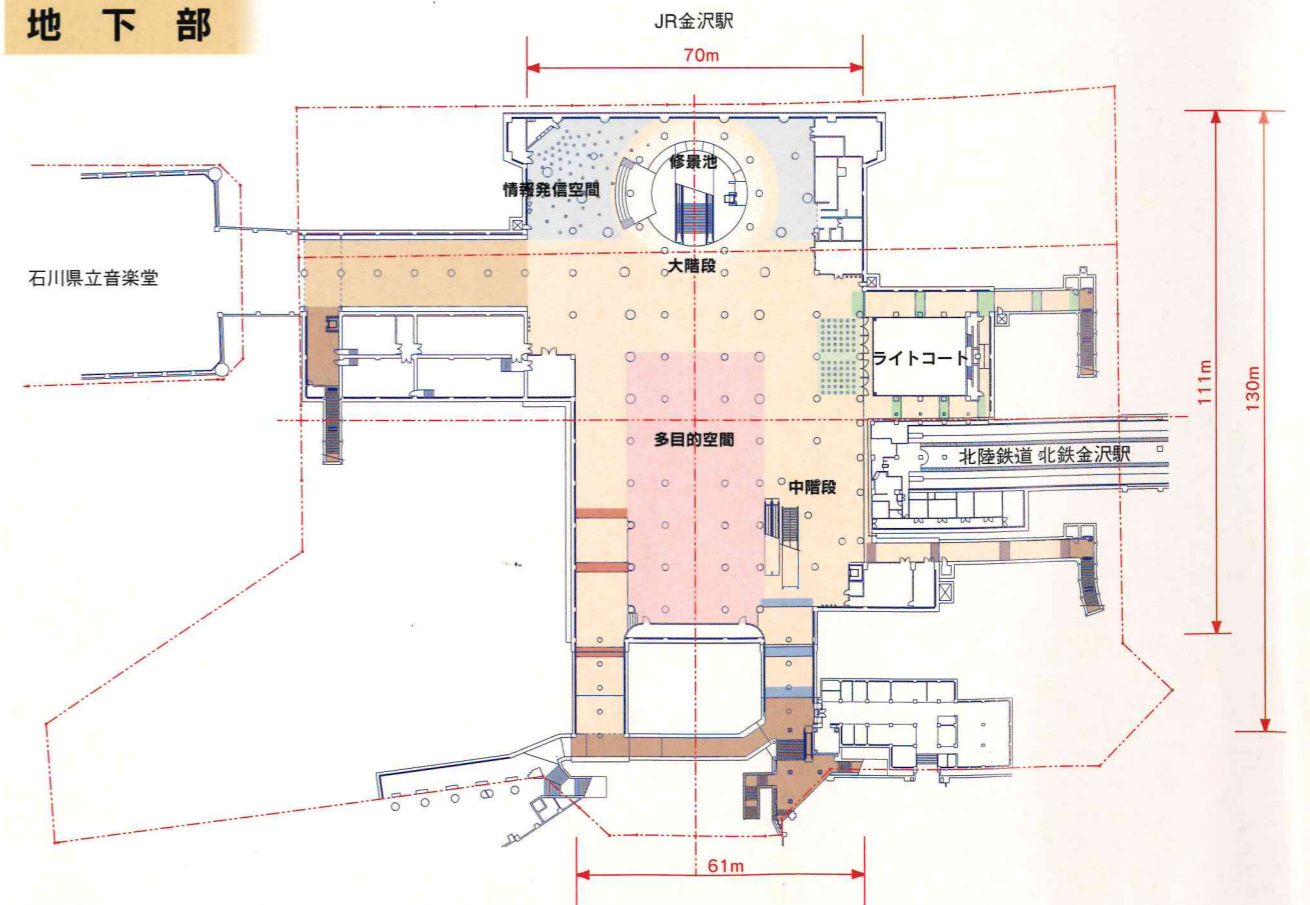 地下部
JR金沢駅
70m
修景池
情報発信空間
大階段
石川県立音楽堂
ライトコート
111m
130m
多目的空間
北陸鉄道 北鉄金沢駅
中階段
61m